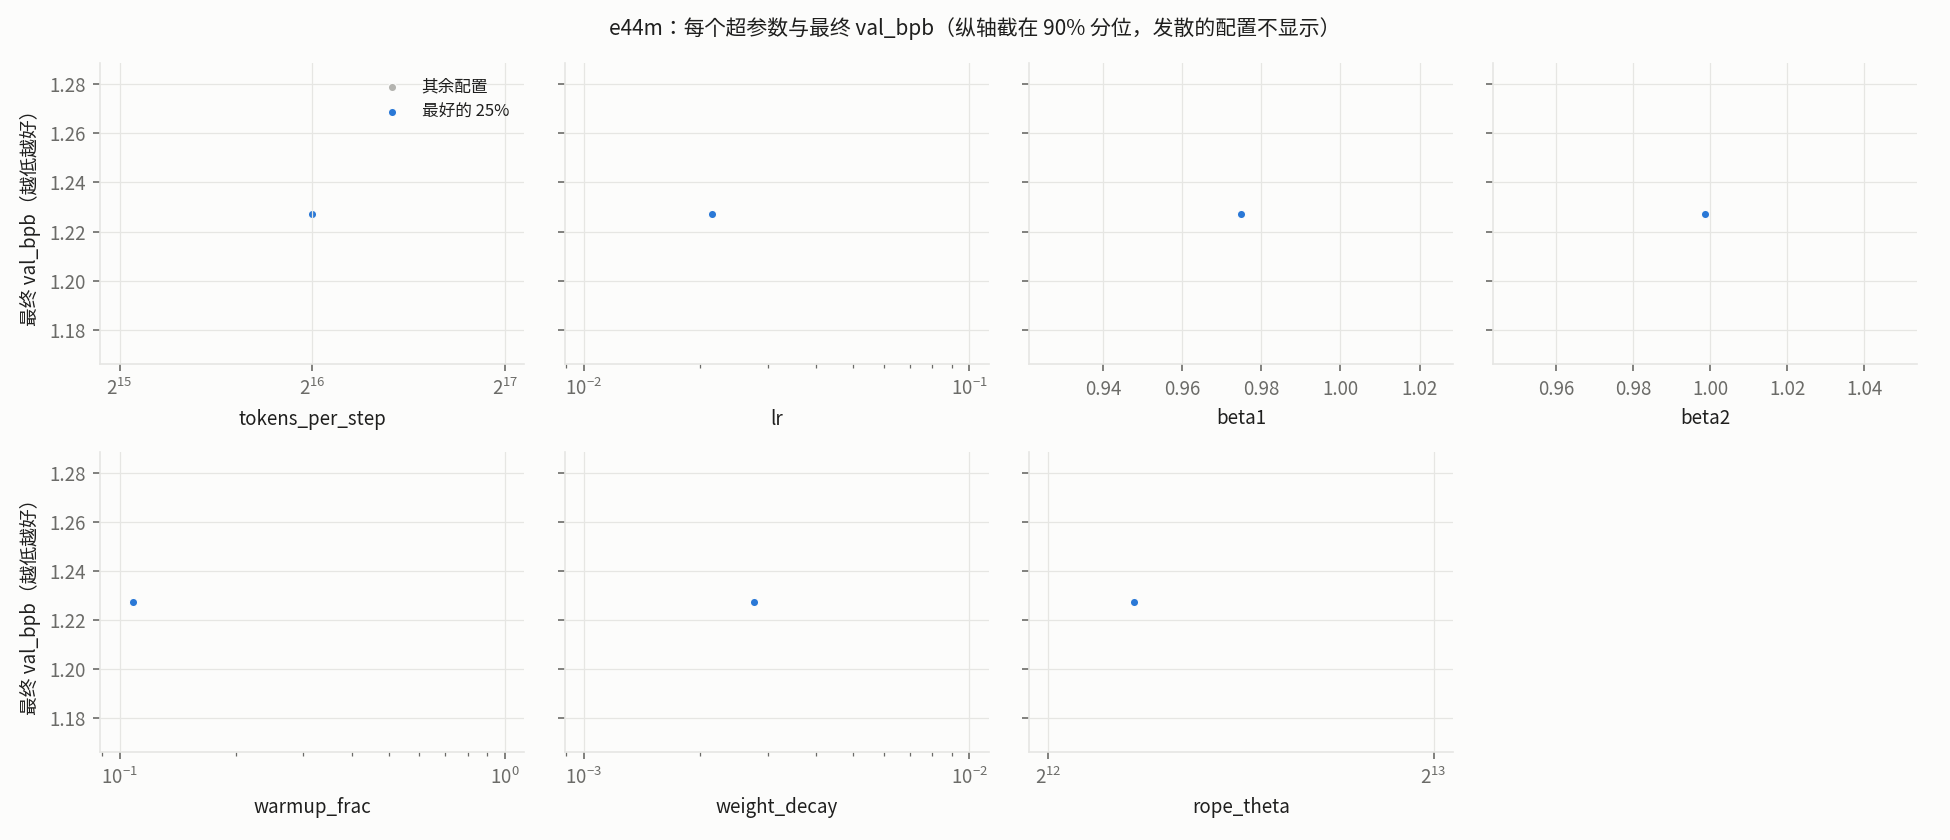 e44m：每个超参数与最终 val_bpb（纵轴截在 90% 分位，发散的配置不显示）
最终 val_bpb（越低越好）
1.28
1.26
1.24
1.22
1.20
1.18
其余配置
最好的 25%
2^15 2^16 2^17
tokens_per_step
10^−2 10^−1
lr
0.94 0.96 0.98 1.00 1.02
beta1
0.96 0.98 1.00 1.02 1.04
beta2
最终 val_bpb（越低越好）
1.28
1.26
1.24
1.22
1.20
1.18
10^−1 10^0
warmup_frac
10^−3 10^−2
weight_decay
2^12 2^13
rope_theta